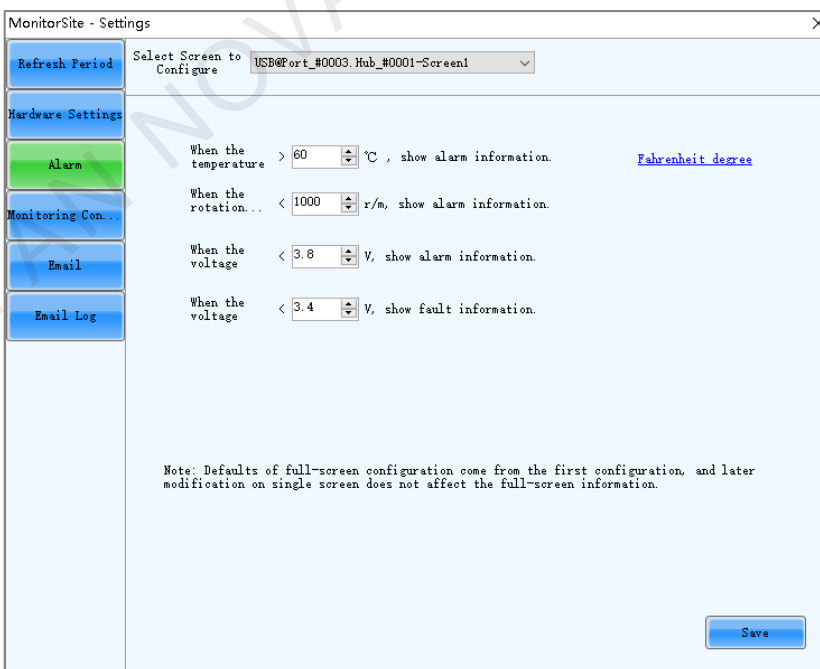 MonitorSite - Settings
Refresh Period
Hardware Settings
Alarm
Monitoring Con...
Email
Email Log
Select Screen to
Configure
USB@Port_#0003.Hub_#0001-Screen1
When the
temperature > 60 ℃ , show alarm information.
Fahrenheit degree
When the
rotation... < 1000 r/m, show alarm information.
When the
voltage < 3.8 V, show alarm information.
When the
voltage < 3.4 V, show fault information.
Note: Defaults of full-screen configuration come from the first configuration, and later
modification on single screen does not affect the full-screen information.
Save